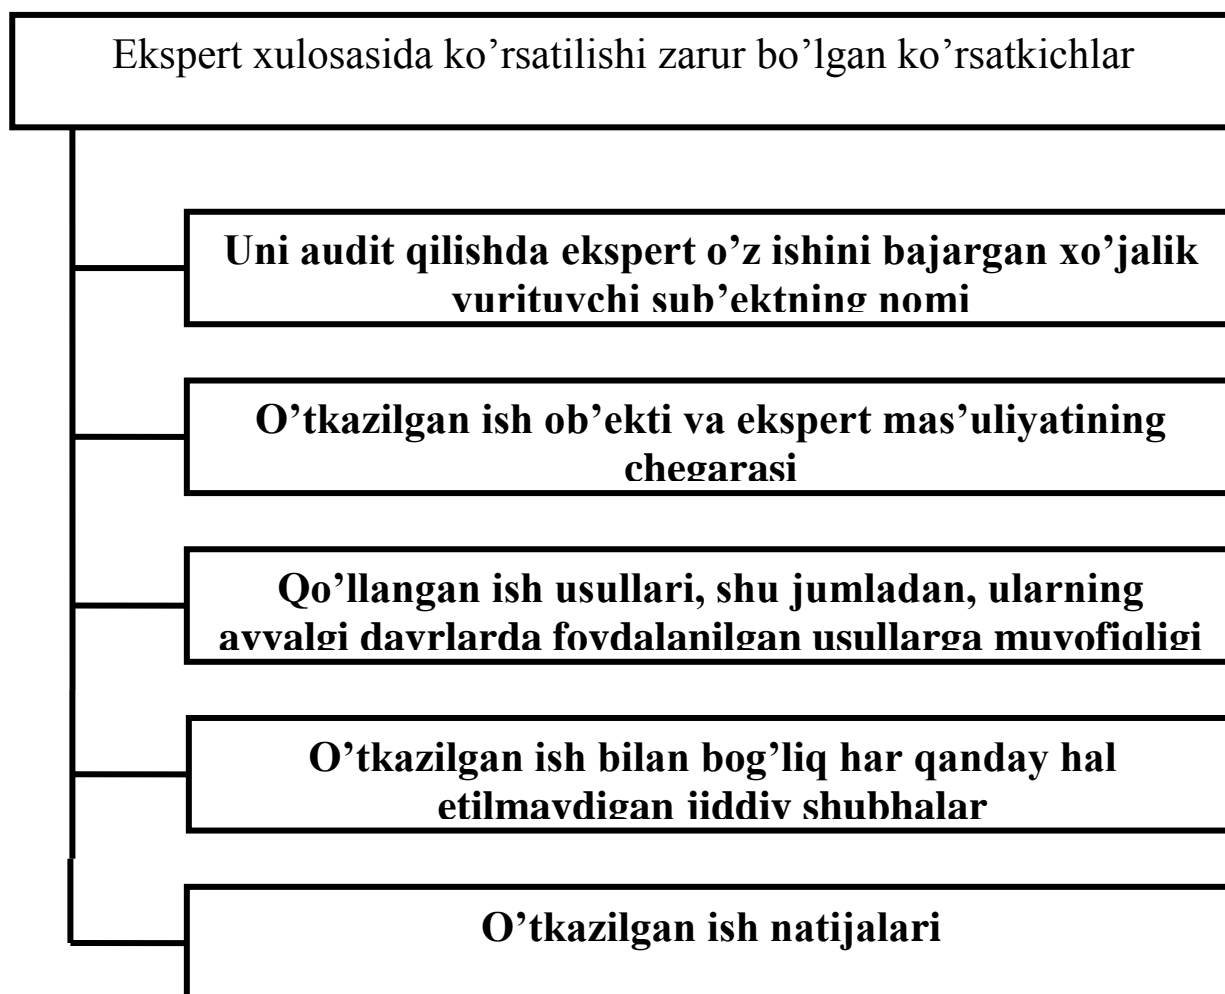 Ekspert xulosasida ko’rsatilishi zarur bo’lgan ko’rsatkichlar
Uni audit qilishda ekspert o’z ishini bajargan xo’jalik
yurituvchi sub’ektning nomi
O’tkazilgan ish ob’ekti va ekspert mas’uliyatining
chegarasi
Qo’llangan ish usullari, shu jumladan, ularning
avvalgi davrlarda foydalanilgan usullarga muvofiqligi
O’tkazilgan ish bilan bog’liq har qanday hal
etilmaydigan jiddiy shubhalar
O’tkazilgan ish natijalari